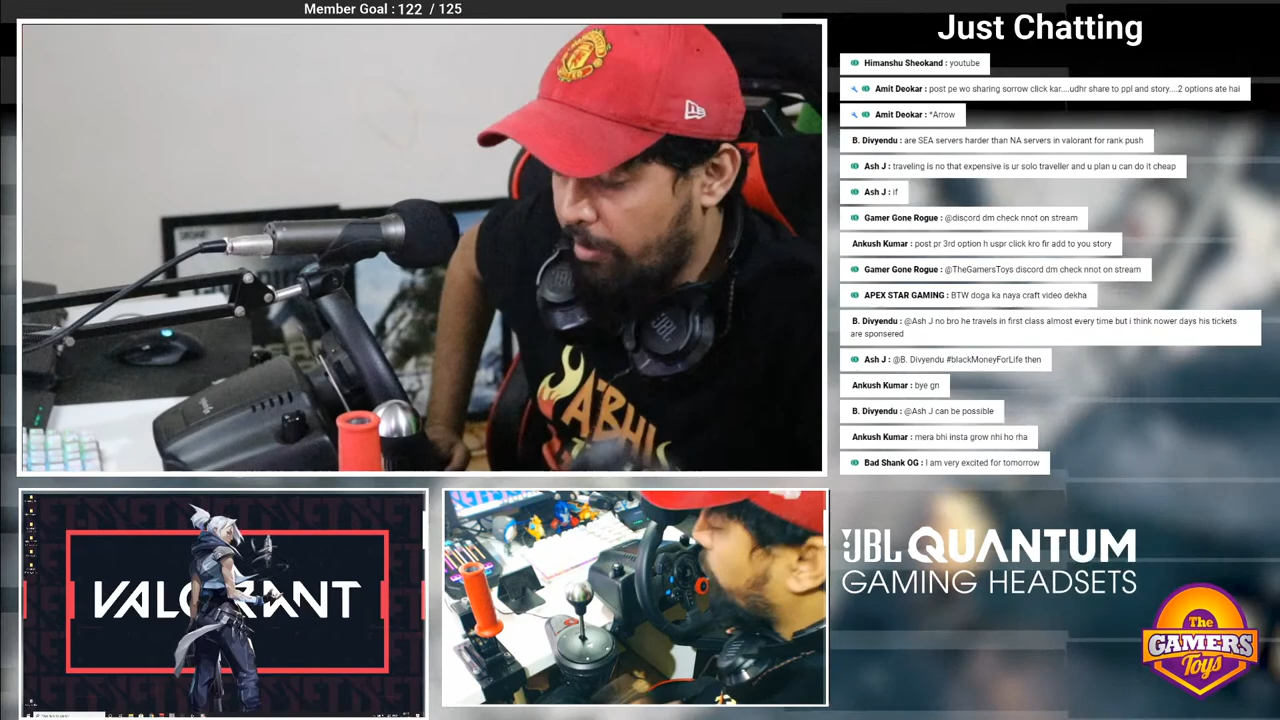 Member Goal : 122 / 125
Just Chatting
Himanshu Sheokand : youtube
Amit Deokar : post pe wo sharing sorrow click kar....udhr share to ppl and story....2 options ate hai
Amit Deokar : *Arrow
B. Divyendu : are SEA servers harder than NA servers in valorant for rank push
Ash J : traveling is no that expensive is ur solo traveller and u plan u can do it cheap
Ash J : if
Gamer Gone Rogue : @discord dm check nnot on stream
Ankush Kumar : post pr 3rd option h uspr click kro fir add to you story
Gamer Gone Rogue : @TheGamersToys discord dm check nnot on stream
APEX STAR GAMING : BTW doga ka naya craft video dekha
B. Divyendu : @Ash J no bro he travels in first class almost every time but i think nower days his tickets
are sponsered
Ash J : @B. Divyendu #blackMoneyForLife then
Ankush Kumar : bye gn
B. Divyendu : @Ash J can be possible
Ankush Kumar : mera bhi insta grow nhi ho rha
Bad Shank OG : I am very excited for tomorrow
JBL
ABHI
VALORANT
JBL QUANTUM
GAMING HEADSETS
The
GAMERS
Toys